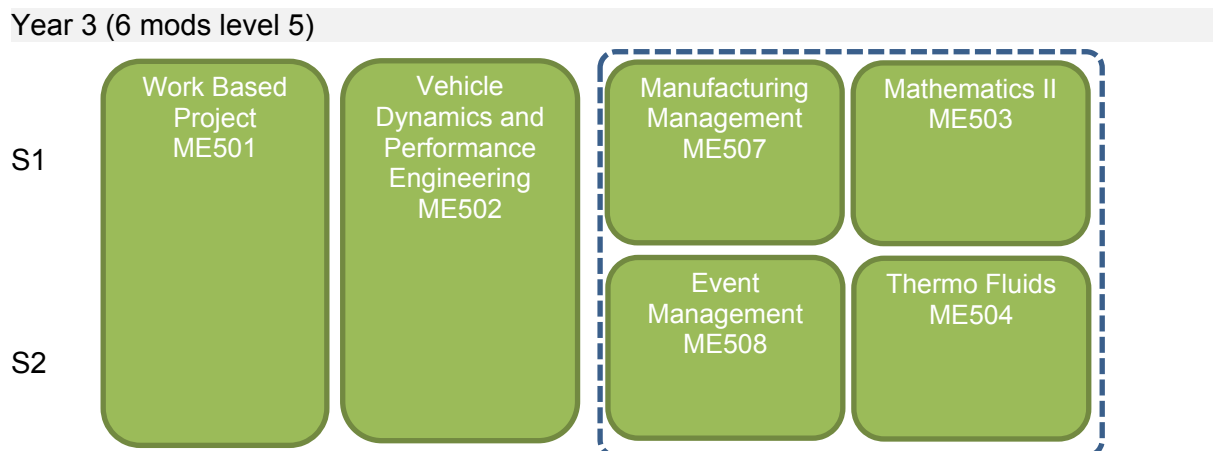 Year 3 (6 mods level 5)
S1
Work Based
Project
ME501
Vehicle
Dynamics and
Performance
Engineering
ME502
Manufacturing
Management
ME507
Mathematics II
ME503
S2
Event
Management
ME508
Thermo Fluids
ME504